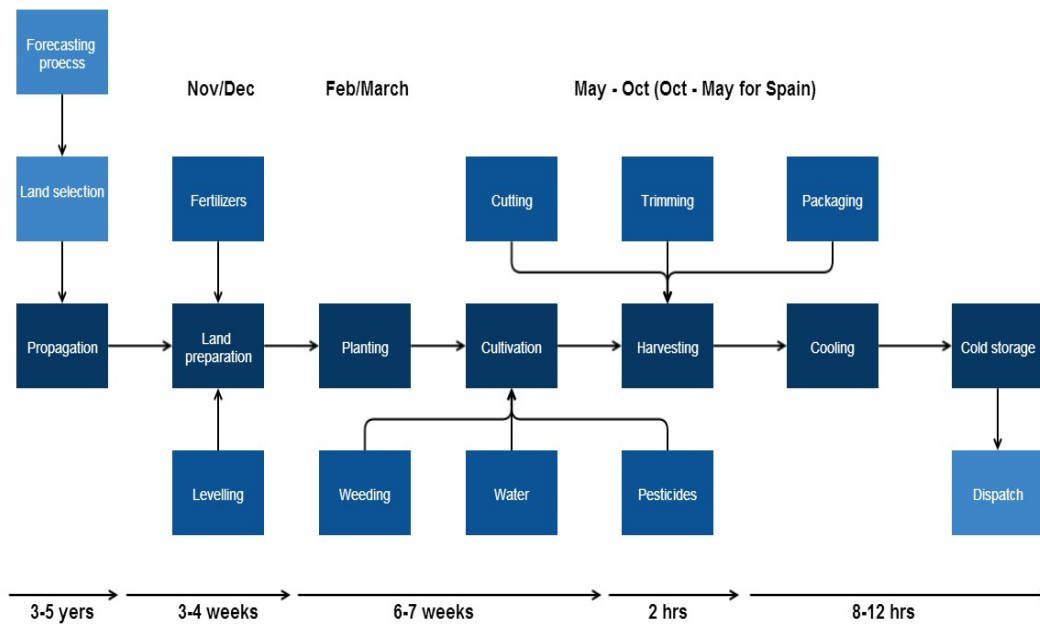 Forecasting
proecss
Nov/Dec
Feb/March
May - Oct (Oct - May for Spain)
Land selection
Fertilizers
Cutting
Trimming
Packaging
Propagation
Land
preparation
Planting
Cultivation
Harvesting
Cooling
Cold storage
Levelling
Weeding
Water
Pesticides
Dispatch
3-5 yers
3-4 weeks
6-7 weeks
2 hrs
8-12 hrs